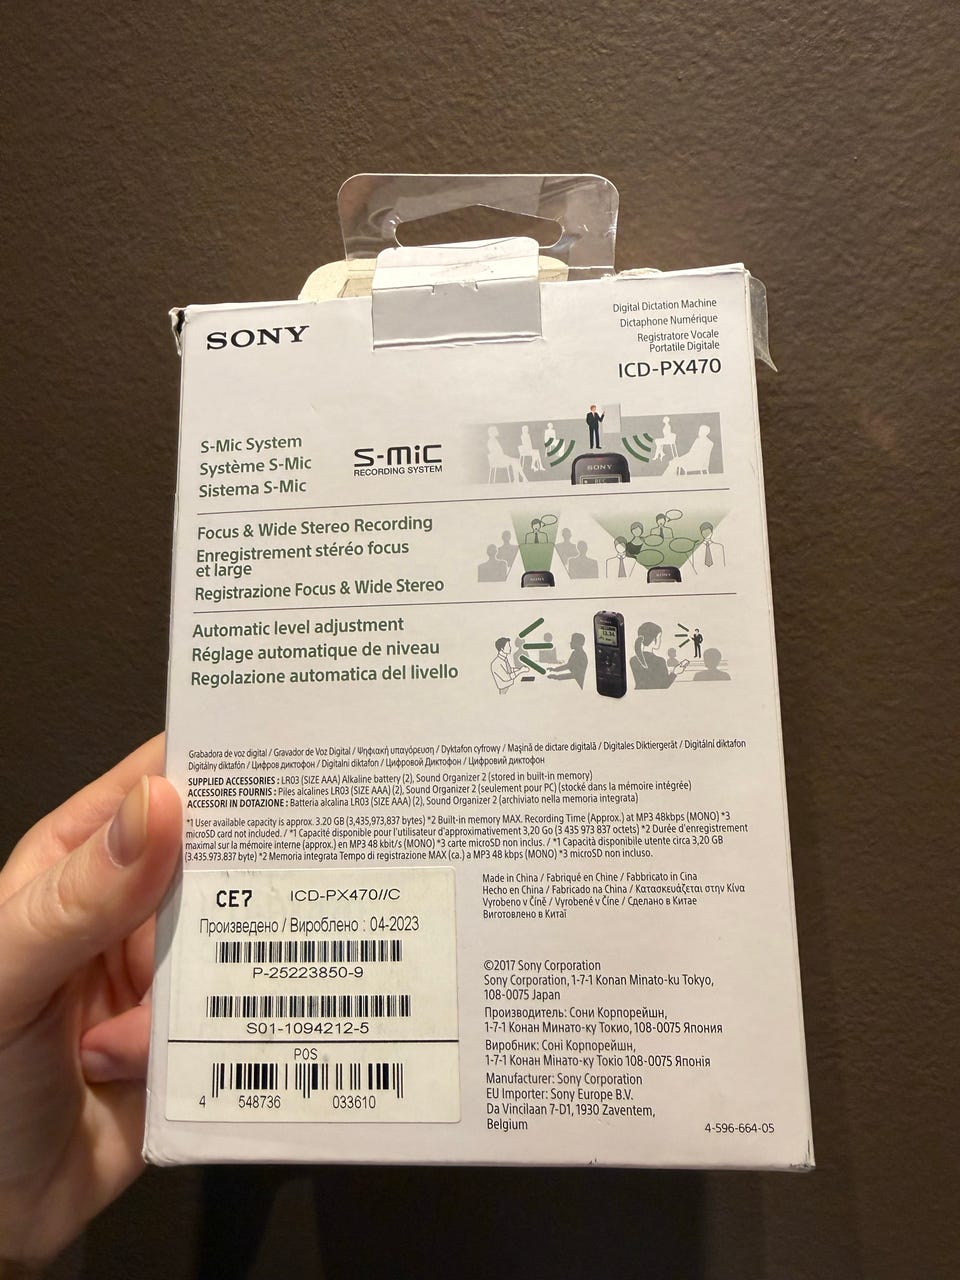 SONY
Digital Dictation Machine
Dictaphone Numérique
Registratore Vocale
Portatile Digitale
ICD-PX470
S-Mic System
Système S-Mic
Sistema S-Mic
S-MiC
RECORDING SYSTEM
SONY
REC
Focus & Wide Stereo Recording
Enregistrement stéréo focus
et large
Registrazione Focus & Wide Stereo
SONY
SONY
Automatic level adjustment
Réglage automatique de niveau
Regolazione automatica del livello
Grabadora de voz digital / Gravador de Voz Digital / Ψηφιακή υπαγόρευση / Dyktafon cyfrowy / Mașină de dictare digitală / Digitales Diktiergerät / Digitální diktafon
Digitálny diktafón / Цифров диктофон / Digitalni diktafon / Цифровой Диктофон / Цифровий диктофон
SUPPLIED ACCESSORIES : LR03 (SIZE AAA) Alkaline battery (2), Sound Organizer 2 (stored in built-in memory)
ACCESSOIRES FOURNIS : Piles alcalines LR03 (SIZE AAA) (2), Sound Organizer 2 (seulement pour PC) (stocké dans la mémoire intégrée)
ACCESSORI IN DOTAZIONE : Batteria alcalina LR03 (SIZE AAA) (2), Sound Organizer 2 (archiviato nella memoria integrata)
*1 User available capacity is approx. 3.20 GB (3,435,973,837 bytes) *2 Built-in memory MAX. Recording Time (Approx.) at MP3 48kbps (MONO) *3
microSD card not included. / *1 Capacité disponible pour l'utilisateur d'approximativement 3,20 Go (3 435 973 837 octets) *2 Durée d'enregistrement
maximal sur la mémoire interne (approx.) en MP3 48 kbit/s (MONO) *3 carte microSD non inclus. / *1 Capacità disponibile utente circa 3,20 GB
(3.435.973.837 byte) *2 Memoria integrata Tempo di registrazione MAX (ca.) a MP3 48 kbps (MONO) *3 microSD non incluso.
CE7 ICD-PX470//C
Произведено / Вироблено : 04-2023
P-25223850-9
S01-1094212-5
POS
4 548736 033610
Made in China / Fabriqué en Chine / Fabbricato in Cina
Hecho en China / Fabricado na China / Κατασκευάζεται στην Κίνα
Vyrobeno v Číně / Vyrobené v Číne / Сделано в Китае
Виготовлено в Китаї
©2017 Sony Corporation
Sony Corporation, 1-7-1 Konan Minato-ku Tokyo,
108-0075 Japan
Производитель: Сони Корпорейшн,
1-7-1 Конан Минато-ку Токио, 108-0075 Япония
Виробник: Соні Корпорейшн,
1-7-1 Конан Мінато-ку Токіо 108-0075 Японія
Manufacturer: Sony Corporation
EU Importer: Sony Europe B.V.
Da Vincilaan 7-D1, 1930 Zaventem,
Belgium
4-596-664-05